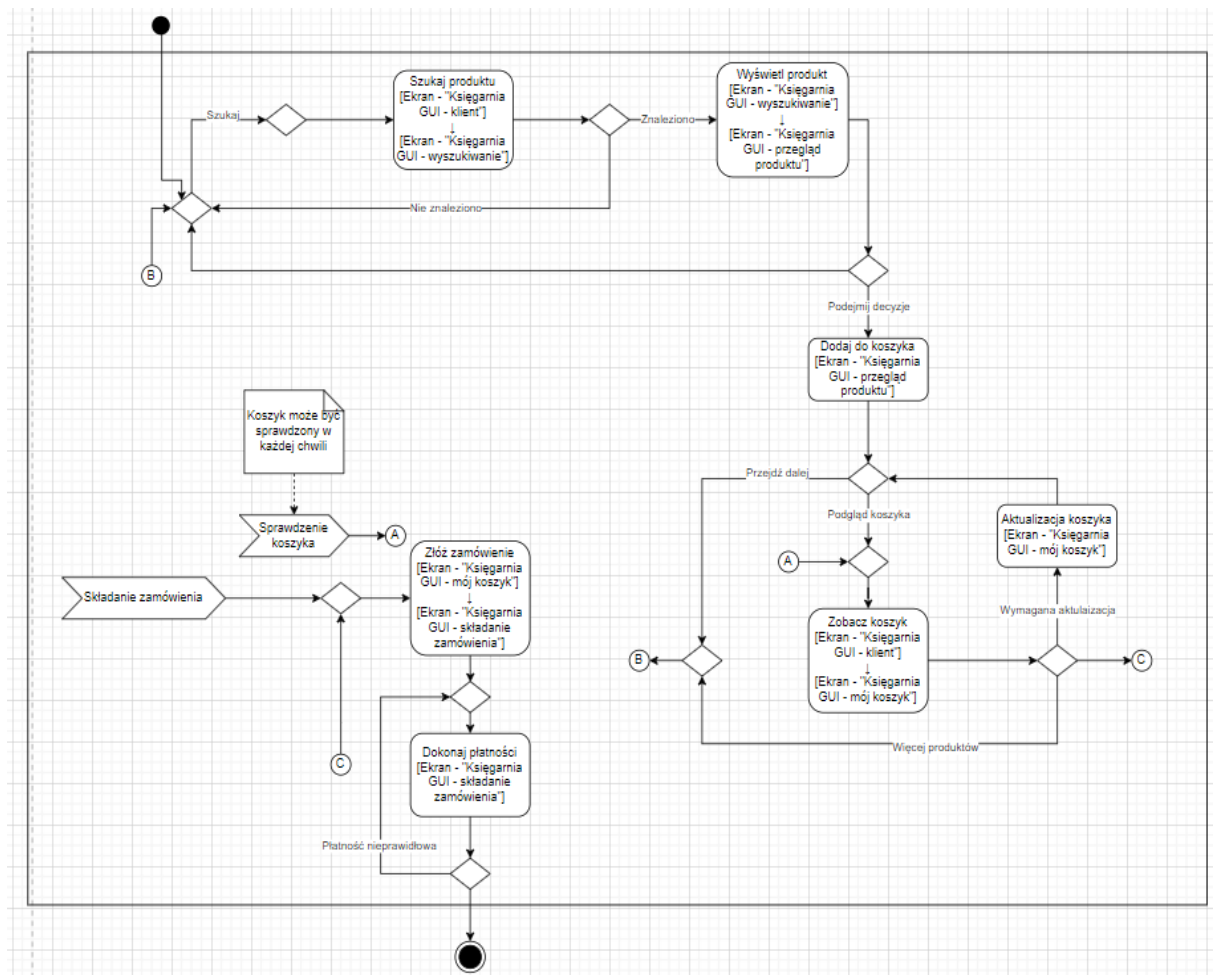 Szukaj produktu
[Ekran - "Księgarnia
GUI - klient"]
↓
[Ekran - "Księgarnia
GUI - wyszukiwanie"]
Wyświetl produkt
[Ekran - "Księgarnia
GUI - wyszukiwanie"]
↓
[Ekran - "Księgarnia
GUI - przegląd
produktu"]
Szukaj
Znaleziono
Nie znaleziono
B
Podejmij decyzje
Dodaj do koszyka
[Ekran - "Księgarnia
GUI - przegląd
produktu"]
Koszyk może być
sprawdzony w
każdej chwili
Przejdź dalej
Podgląd koszyka
Aktualizacja koszyka
[Ekran - "Księgarnia
GUI - mój koszyk"]
Sprawdzenie
koszyka
A
A
Złóż zamówienie
[Ekran - "Księgarnia
GUI - mój koszyk"]
↓
[Ekran - "Księgarnia
GUI - składanie
zamówienia"]
Składanie zamówienia
Wymagana aktulaizacja
Zobacz koszyk
[Ekran - "Księgarnia
GUI - klient"]
↓
[Ekran - "Księgarnia
GUI - mój koszyk"]
B
C
Więcej produktów
C
Dokonaj płatności
[Ekran - "Księgarnia
GUI - składanie
zamówienia"]
Płatność nieprawidłowa